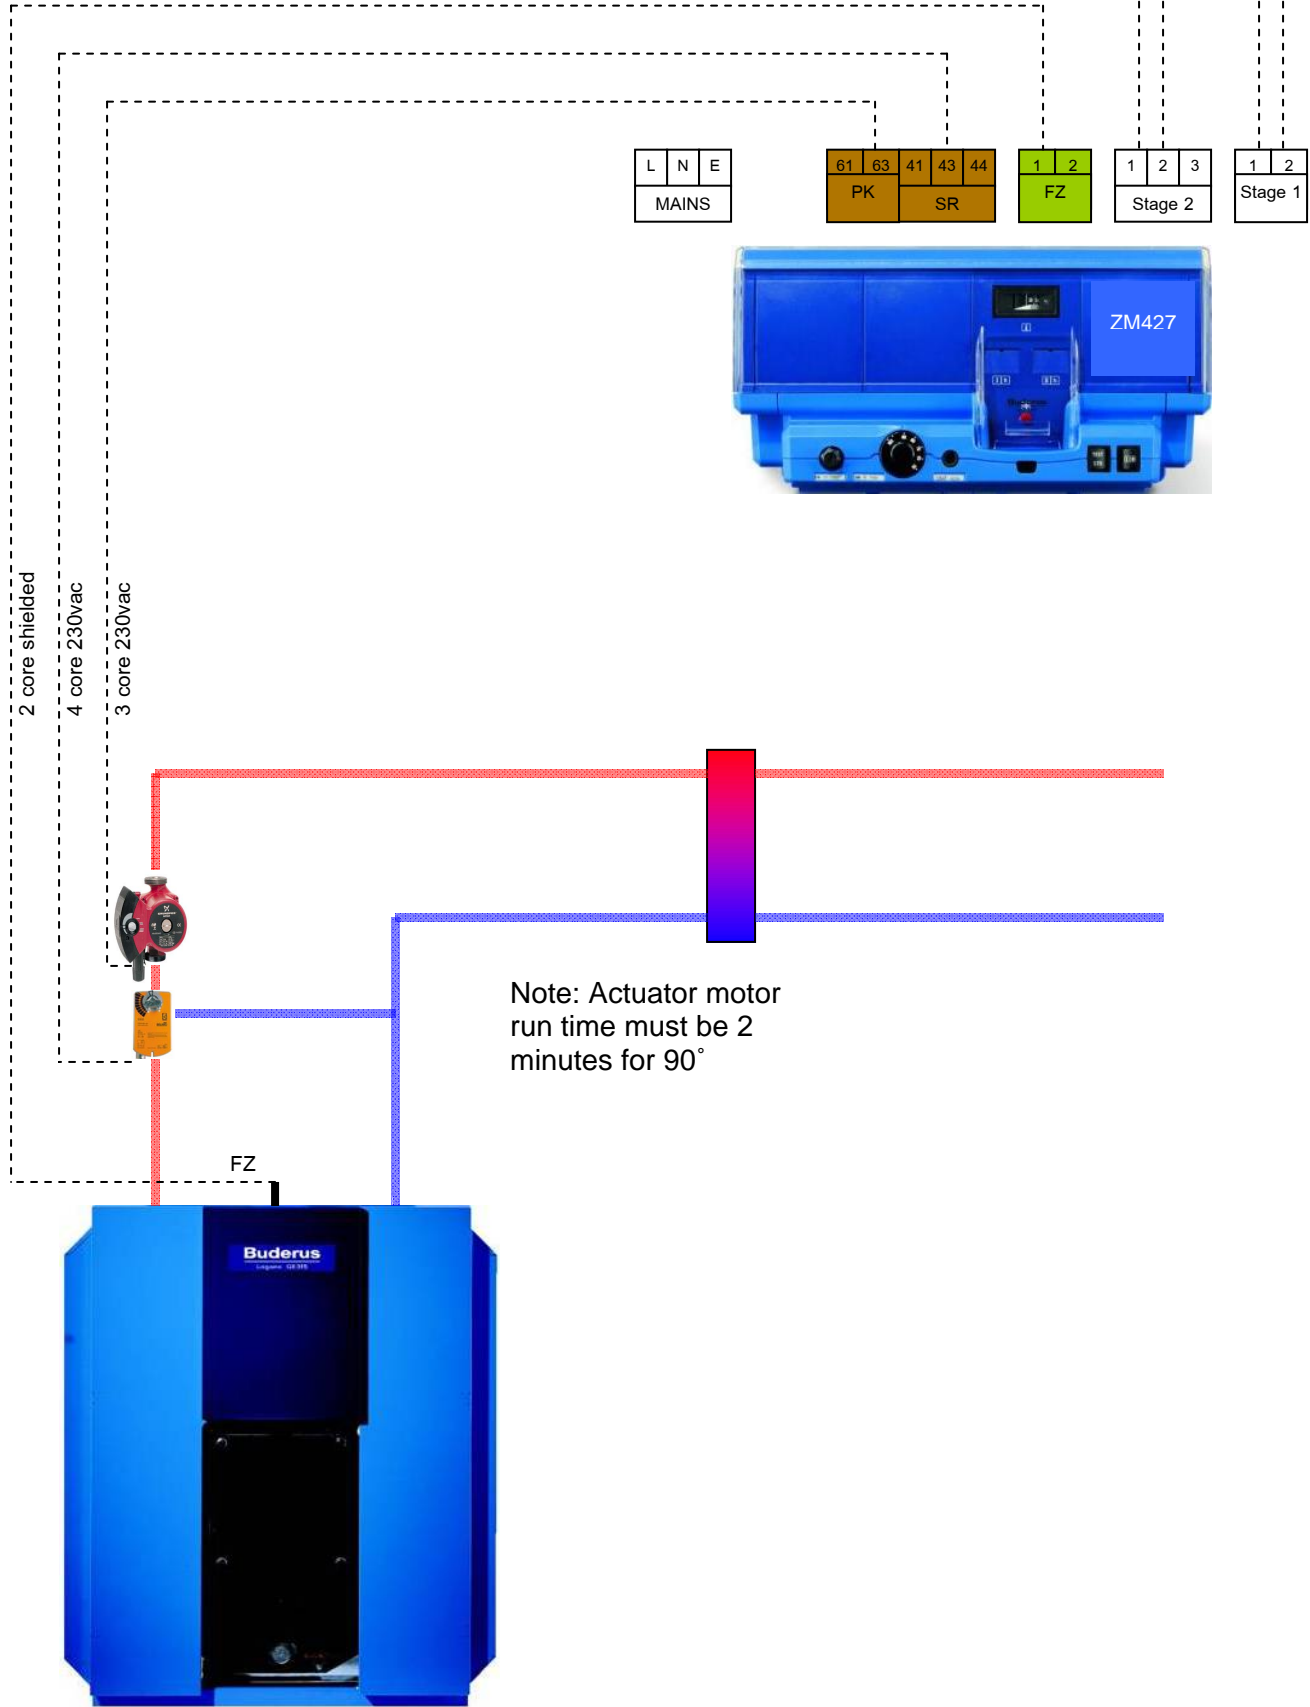 L N E
MAINS
61 63 41 43 44
PK
SR
1 2
FZ
1 2 3
Stage 2
1 2
Stage 1
ZM427
Buderus
2 core shielded
4 core 230vac
3 core 230vac
Note: Actuator motor
run time must be 2
minutes for 90°
FZ
Buderus